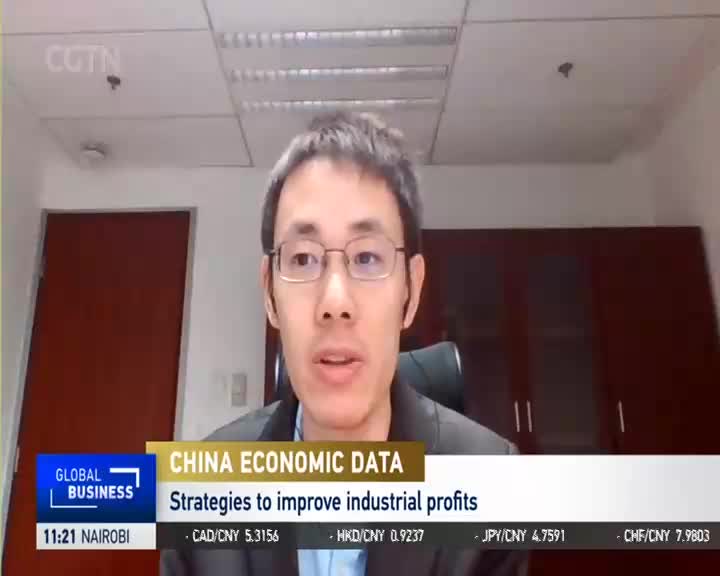 CGTN
CHINA ECONOMIC DATA
GLOBAL
BUSINESS
Strategies to improve industrial profits
11:21 NAIROBI
· CAD/CNY 5.3156 · HKD/CNY 0.9237 · JPY/CNY 4.7591 · CHF/CNY 7.9803